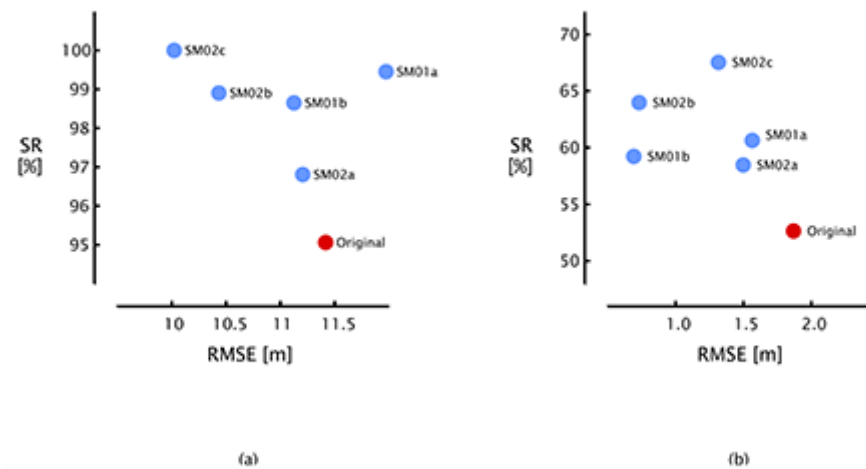 100
99
98
97
96
95
SR
[%]
SM02c
SM01a
SM02b
SM01b
SM02a
Original
10 10.5 11 11.5
RMSE [m]
(a)
70
65
60
55
50
SR
[%]
SM02c
SM02b
SM01a
SM01b
SM02a
Original
1.0 1.5 2.0
RMSE [m]
(b)